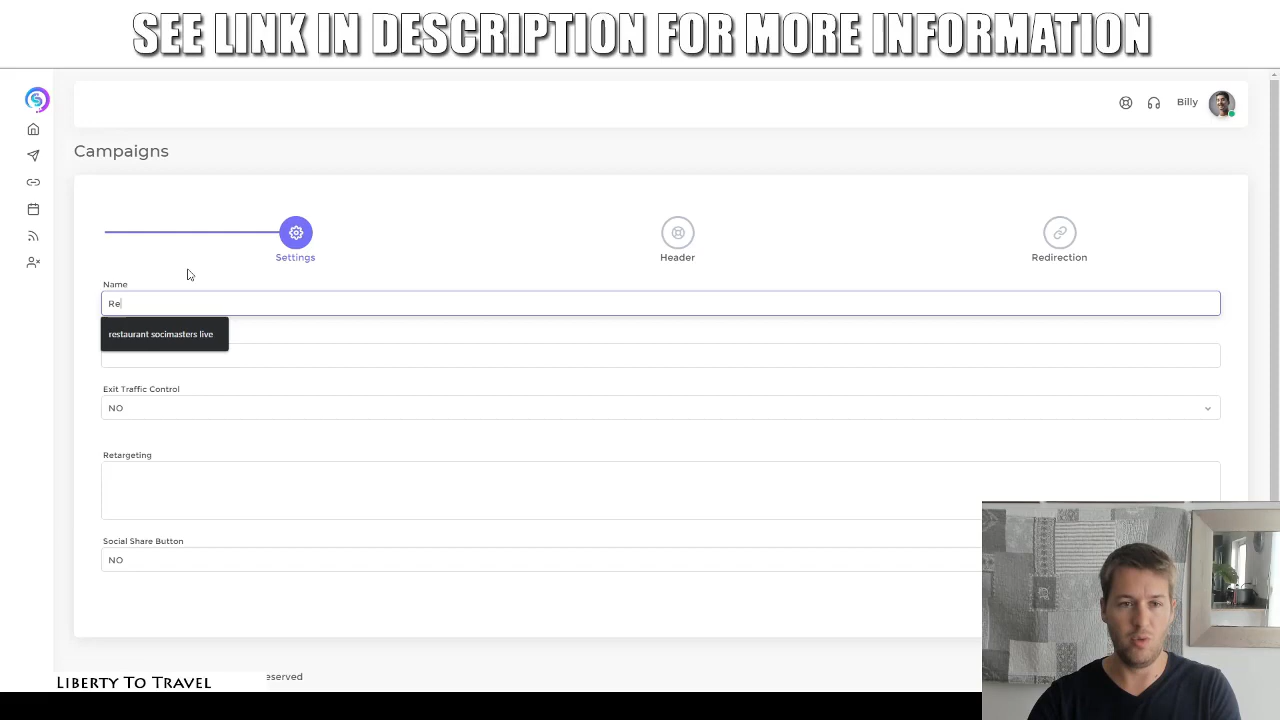 SEE LINK IN DESCRIPTION FOR MORE INFORMATION
Billy
Campaigns
Settings
Header
Redirection
Name
Re
restaurant socimasters live
Exit Traffic Control
NO
Retargeting
Social Share Button
NO
LIBERTY TO TRAVEL
eserved